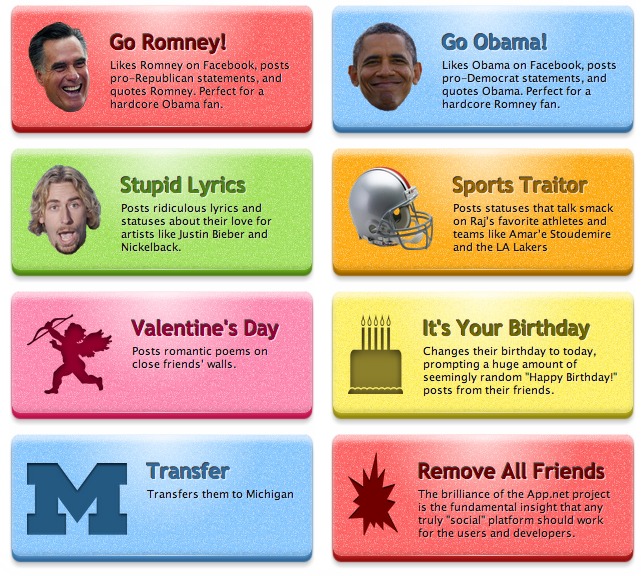 Go Romney!
Likes Romney on Facebook, posts
pro-Republican statements, and
quotes Romney. Perfect for a
hardcore Obama fan.
Go Obama!
Likes Obama on Facebook, posts
pro-Democrat statements, and
quotes Obama. Perfect for a
hardcore Romney fan.
Stupid Lyrics
Posts ridiculous lyrics and
statuses about their love for
artists like Justin Bieber and
Nickelback.
Sports Traitor
Posts statuses that talk smack
on Raj's favorite athletes and
teams like Amar'e Stoudemire
and the LA Lakers
Valentine's Day
Posts romantic poems on
close friends' walls.
It's Your Birthday
Changes their birthday to today,
prompting a huge amount of
seemingly random "Happy Birthday!"
posts from their friends.
M
Transfer
Transfers them to Michigan
Remove All Friends
The brilliance of the App.net project
is the fundamental insight that any
truly "social" platform should work
for the users and developers.